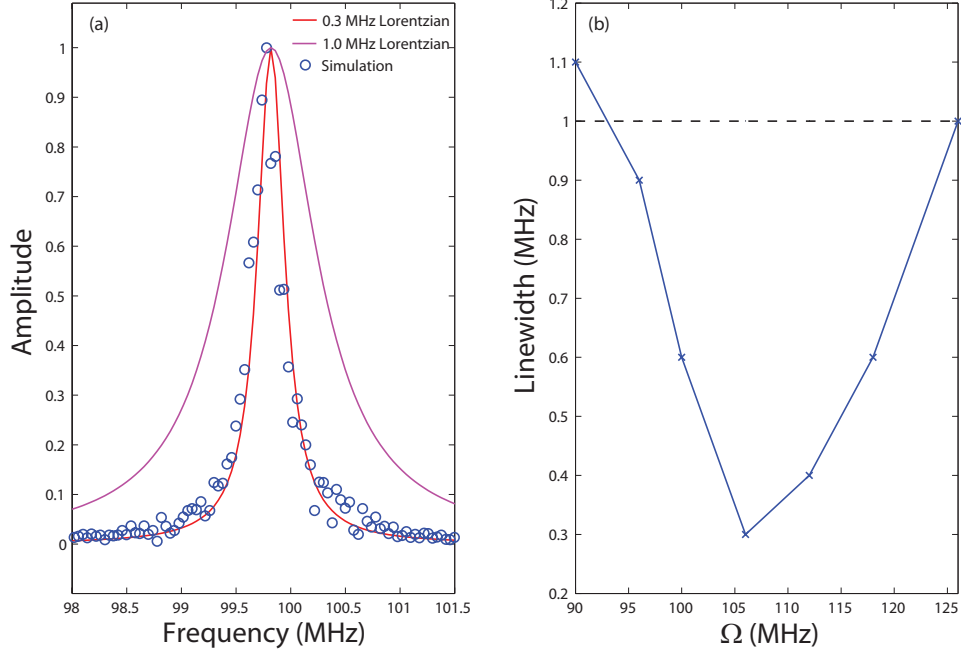 (a)
0.3 MHz Lorentzian
1.0 MHz Lorentzian
Simulation
1
0.9
0.8
0.7
0.6
0.5
0.4
0.3
0.2
0.1
0
Amplitude
98 98.5 99 99.5 100 100.5 101 101.5
Frequency (MHz)
(b)
1.1
1
0.9
0.8
0.7
0.6
0.5
0.4
0.3
0.2
Linewidth (MHz)
90 95 100 105 110 115 120 125
Ω (MHz)